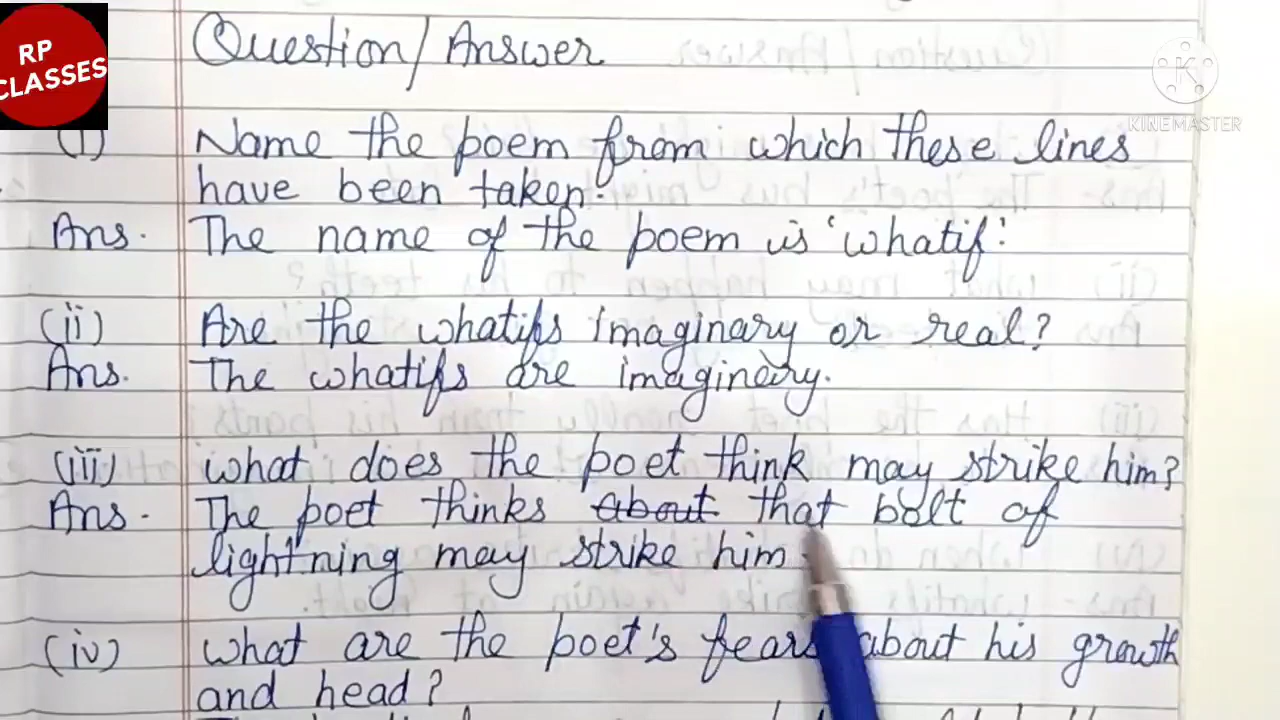 RP
CLASSES
Question/Answer
KINEMASTER
(i) Name the poem from which these lines
have been taken.
Ans. The name of the poem is 'whatif'.
(ii) Are the whatifs imaginary or real?
Ans. The whatifs are imaginary.
(iii) what does the poet think may strike him?
Ans. The poet thinks about that bolt of
lightning may strike him.
(iv) what are the poet's fears about his growth
and head?